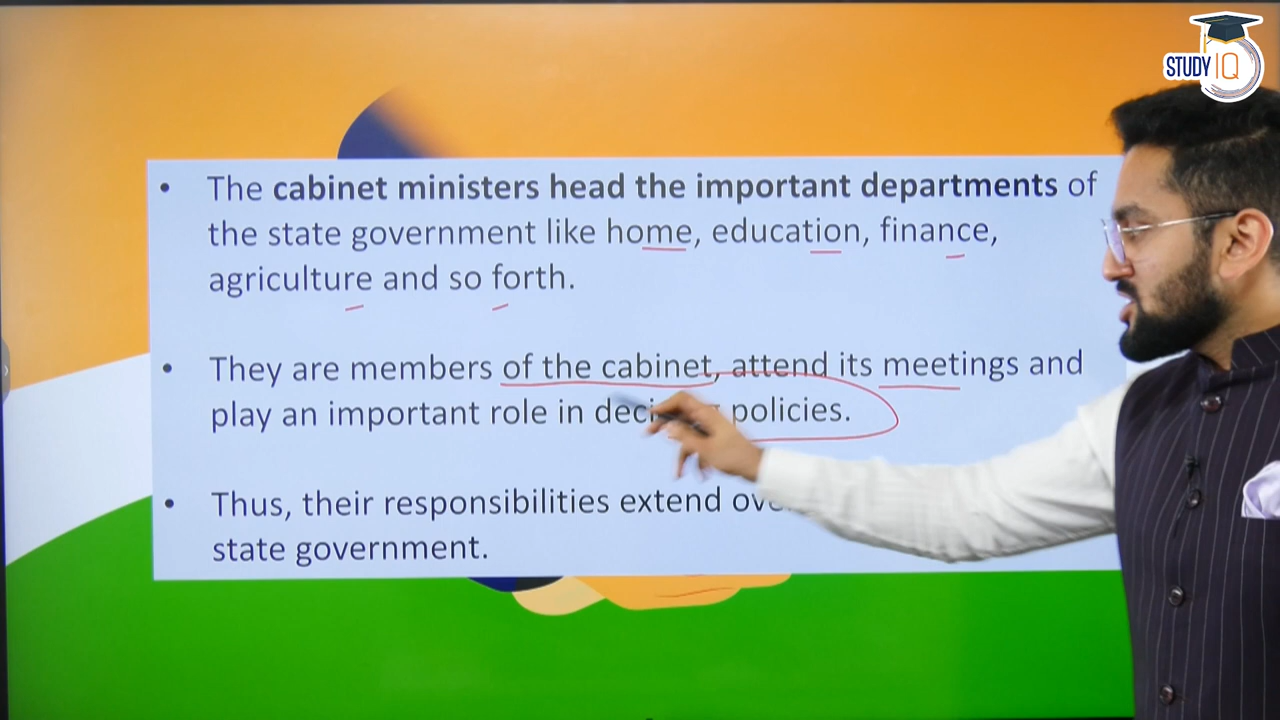 STUDY IQ
• The cabinet ministers head the important departments of
the state government like home, education, finance,
agriculture and so forth.
• They are members of the cabinet, attend its meetings and
play an important role in policies.
• Thus, their responsibilities extend
state government.